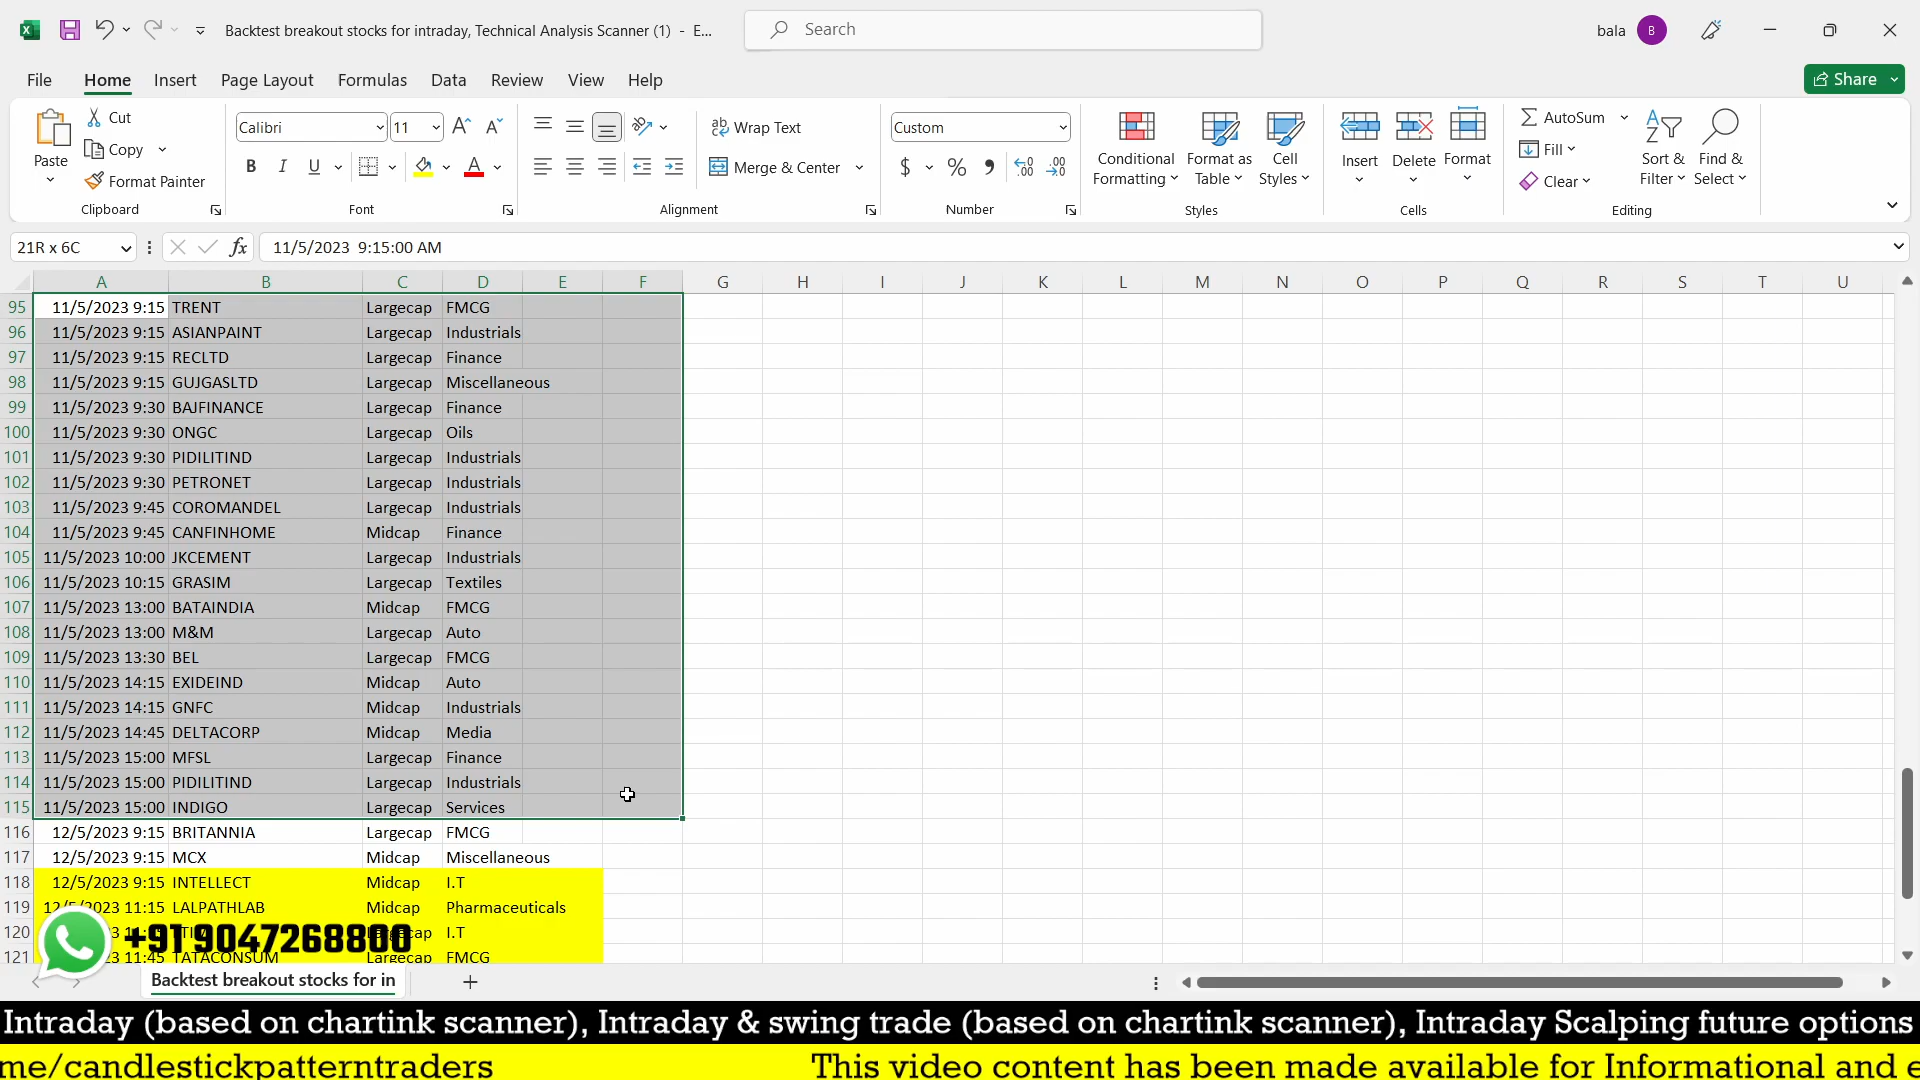 Backtest breakout stocks for intraday, Technical Analysis Scanner (1) - E...
Search
bala B
File Home Insert Page Layout Formulas Data Review View Help
Share
Paste
Cut
Copy
Format Painter
Clipboard
Calibri 11
B I U
Font
Wrap Text
Merge & Center
Alignment
Custom
$ % ,
Number
Conditional Formatting
Format as Table
Cell Styles
Styles
Insert Delete Format
Cells
AutoSum
Fill
Clear
Sort & Filter
Find & Select
Editing
21R x 6C
fx 11/5/2023 9:15:00 AM
A B C D E F G H I J K L M N O P Q R S T U
95 11/5/2023 9:15 TRENT Largecap FMCG
96 11/5/2023 9:15 ASIANPAINT Largecap Industrials
97 11/5/2023 9:15 RECLTD Largecap Finance
98 11/5/2023 9:15 GUJGASLTD Largecap Miscellaneous
99 11/5/2023 9:30 BAJFINANCE Largecap Finance
100 11/5/2023 9:30 ONGC Largecap Oils
101 11/5/2023 9:30 PIDILITIND Largecap Industrials
102 11/5/2023 9:30 PETRONET Largecap Industrials
103 11/5/2023 9:45 COROMANDEL Largecap Industrials
104 11/5/2023 9:45 CANFINHOME Midcap Finance
105 11/5/2023 10:00 JKCEMENT Largecap Industrials
106 11/5/2023 10:15 GRASIM Largecap Textiles
107 11/5/2023 13:00 BATAINDIA Midcap FMCG
108 11/5/2023 13:00 M&M Largecap Auto
109 11/5/2023 13:30 BEL Largecap FMCG
110 11/5/2023 14:15 EXIDEIND Midcap Auto
111 11/5/2023 14:15 GNFC Midcap Industrials
112 11/5/2023 14:45 DELTACORP Midcap Media
113 11/5/2023 15:00 MFSL Largecap Finance
114 11/5/2023 15:00 PIDILITIND Largecap Industrials
115 11/5/2023 15:00 INDIGO Largecap Services
116 12/5/2023 9:15 BRITANNIA Largecap FMCG
117 12/5/2023 9:15 MCX Midcap Miscellaneous
118 12/5/2023 9:15 INTELLECT Midcap I.T
119 12/5/2023 11:15 LALPATHLAB Midcap Pharmaceuticals
120 I.T
121 11:45 TATACONSUM Largecap FMCG
+91 9047268800
Backtest breakout stocks for in
Intraday (based on chartink scanner), Intraday & swing trade (based on chartink scanner), Intraday Scalping future options
me/candlestickpatterntraders This video content has been made available for Informational and e